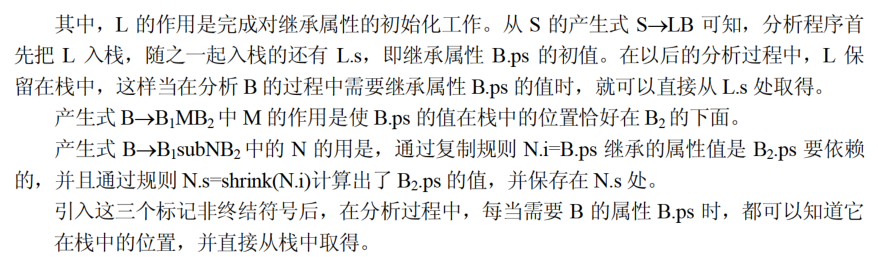 其中，L 的作用是完成对继承属性的初始化工作。从 S 的产生式 S→LB 可知，分析程序首
先把 L 入栈，随之一起入栈的还有 L.s，即继承属性 B.ps 的初值。在以后的分析过程中，L 保
留在栈中，这样当在分析 B 的过程中需要继承属性 B.ps 的值时，就可以直接从 L.s 处取得。
产生式 B→B₁MB₂ 中 M 的作用是使 B.ps 的值在栈中的位置恰好在 B₂ 的下面。
产生式 B→B₁subNB₂ 中的 N 的用是，通过复制规则 N.i=B.ps 继承的属性值是 B₂.ps 要依赖
的，并且通过规则 N.s=shrink(N.i)计算出了 B₂.ps 的值，并保存在 N.s 处。
引入这三个标记非终结符号后，在分析过程中，每当需要 B 的属性 B.ps 时，都可以知道它
在栈中的位置，并直接从栈中取得。